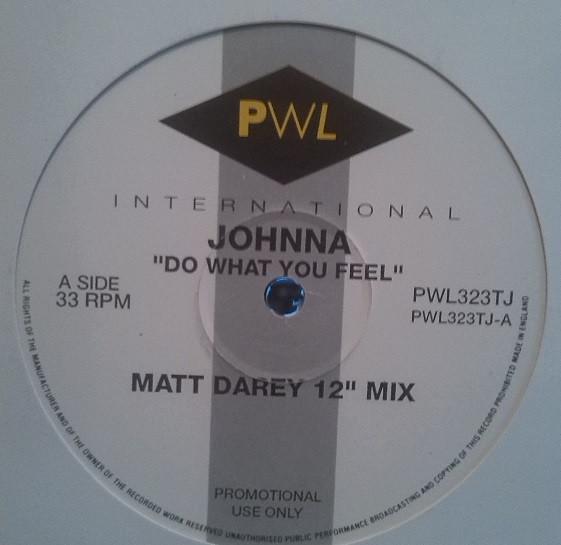 PWL
INTERNATIONAL
JOHNNA
"DO WHAT YOU FEEL"
A SIDE
33 RPM
PWL323TJ
PWL323TJ-A
MATT DAREY 12" MIX
PROMOTIONAL
USE ONLY
ALL RIGHTS OF THE MANUFACTURER AND OF THE OWNER OF THE RECORDED WORK RESERVED UNAUTHORISED PUBLIC PERFORMANCE BROADCASTING AND COPYING OF THIS RECORD PROHIBITED MADE IN ENGLAND